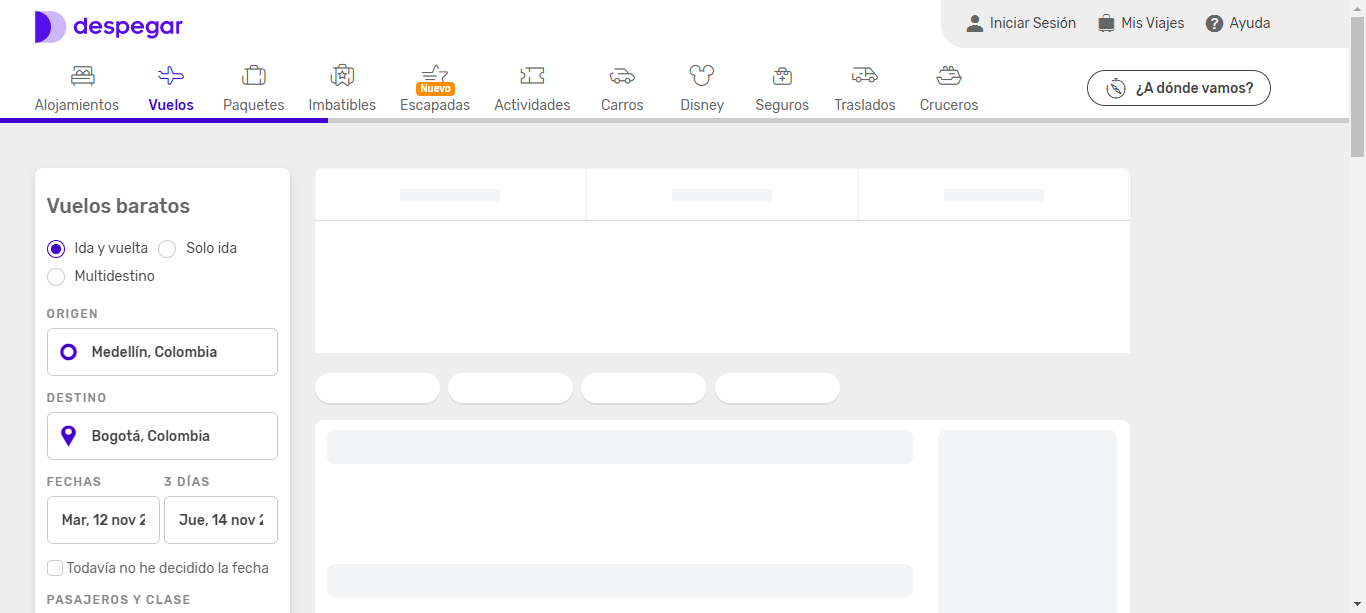 despegar
Iniciar Sesión
Mis Viajes
Ayuda
Alojamientos
Vuelos
Paquetes
Imbatibles
Nuevo
Escapadas
Actividades
Carros
Disney
Seguros
Traslados
Cruceros
¿A dónde vamos?
Vuelos baratos
Ida y vuelta
Solo ida
Multidestino
ORIGEN
Medellín, Colombia
DESTINO
Bogotá, Colombia
FECHAS
3 DÍAS
Mar, 12 nov 2
Jue, 14 nov 2
Todavía no he decidido la fecha
PASAJEROS Y CLASE